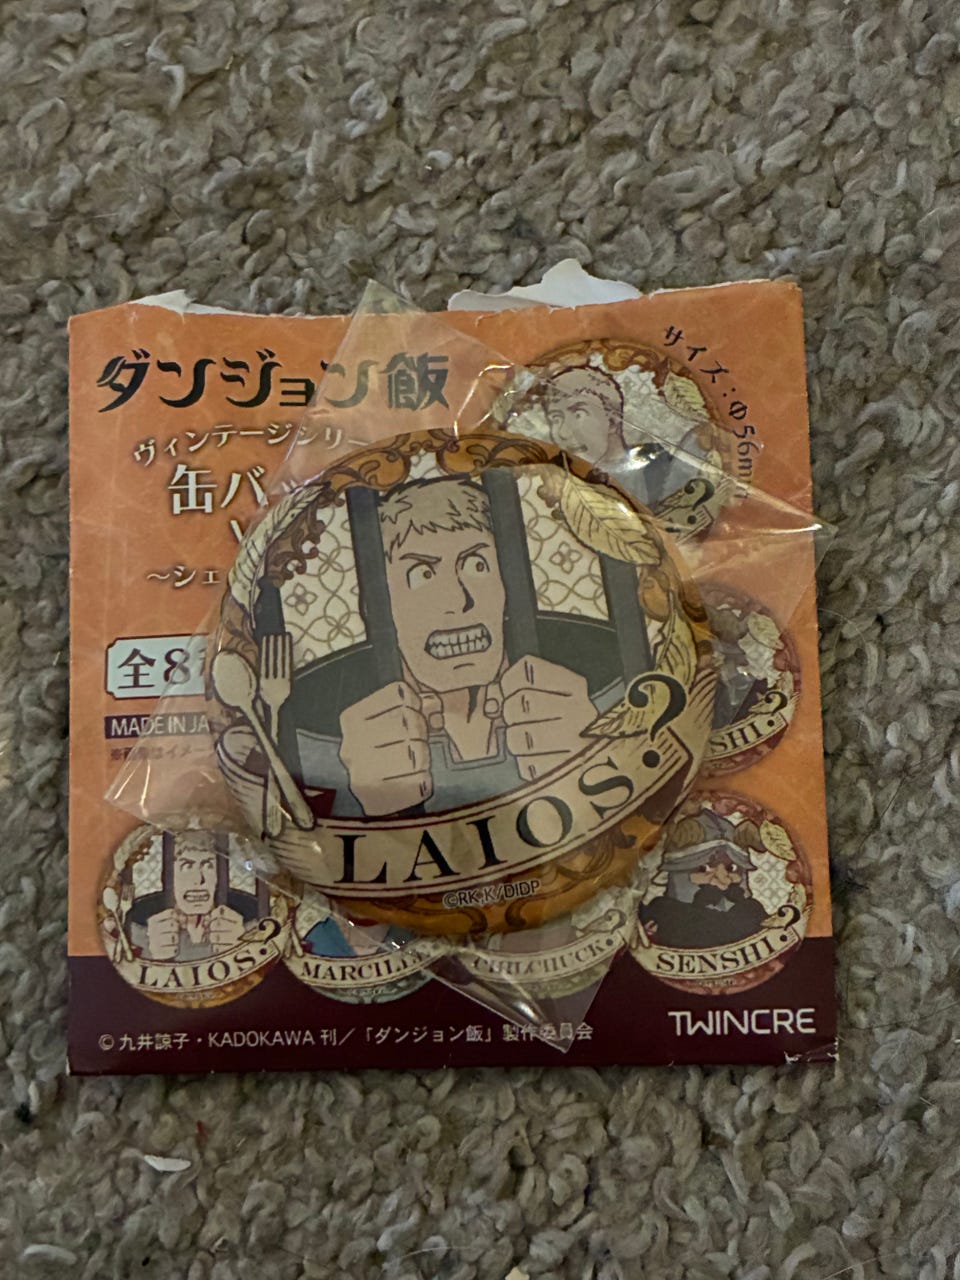 ダンジョン飯
サイズ：Φ56mm
ヴィンテージシリー
缶バ
～シェ
全8
MADE IN JA
LAIOS?
©RK,K/DIDP
SHI?
LAIOS?
MARCILLE
CHILCHUCK?
SENSHI?
©九井諒子・KADOKAWA 刊／「ダンジョン飯」製作委員会
TWINCRE